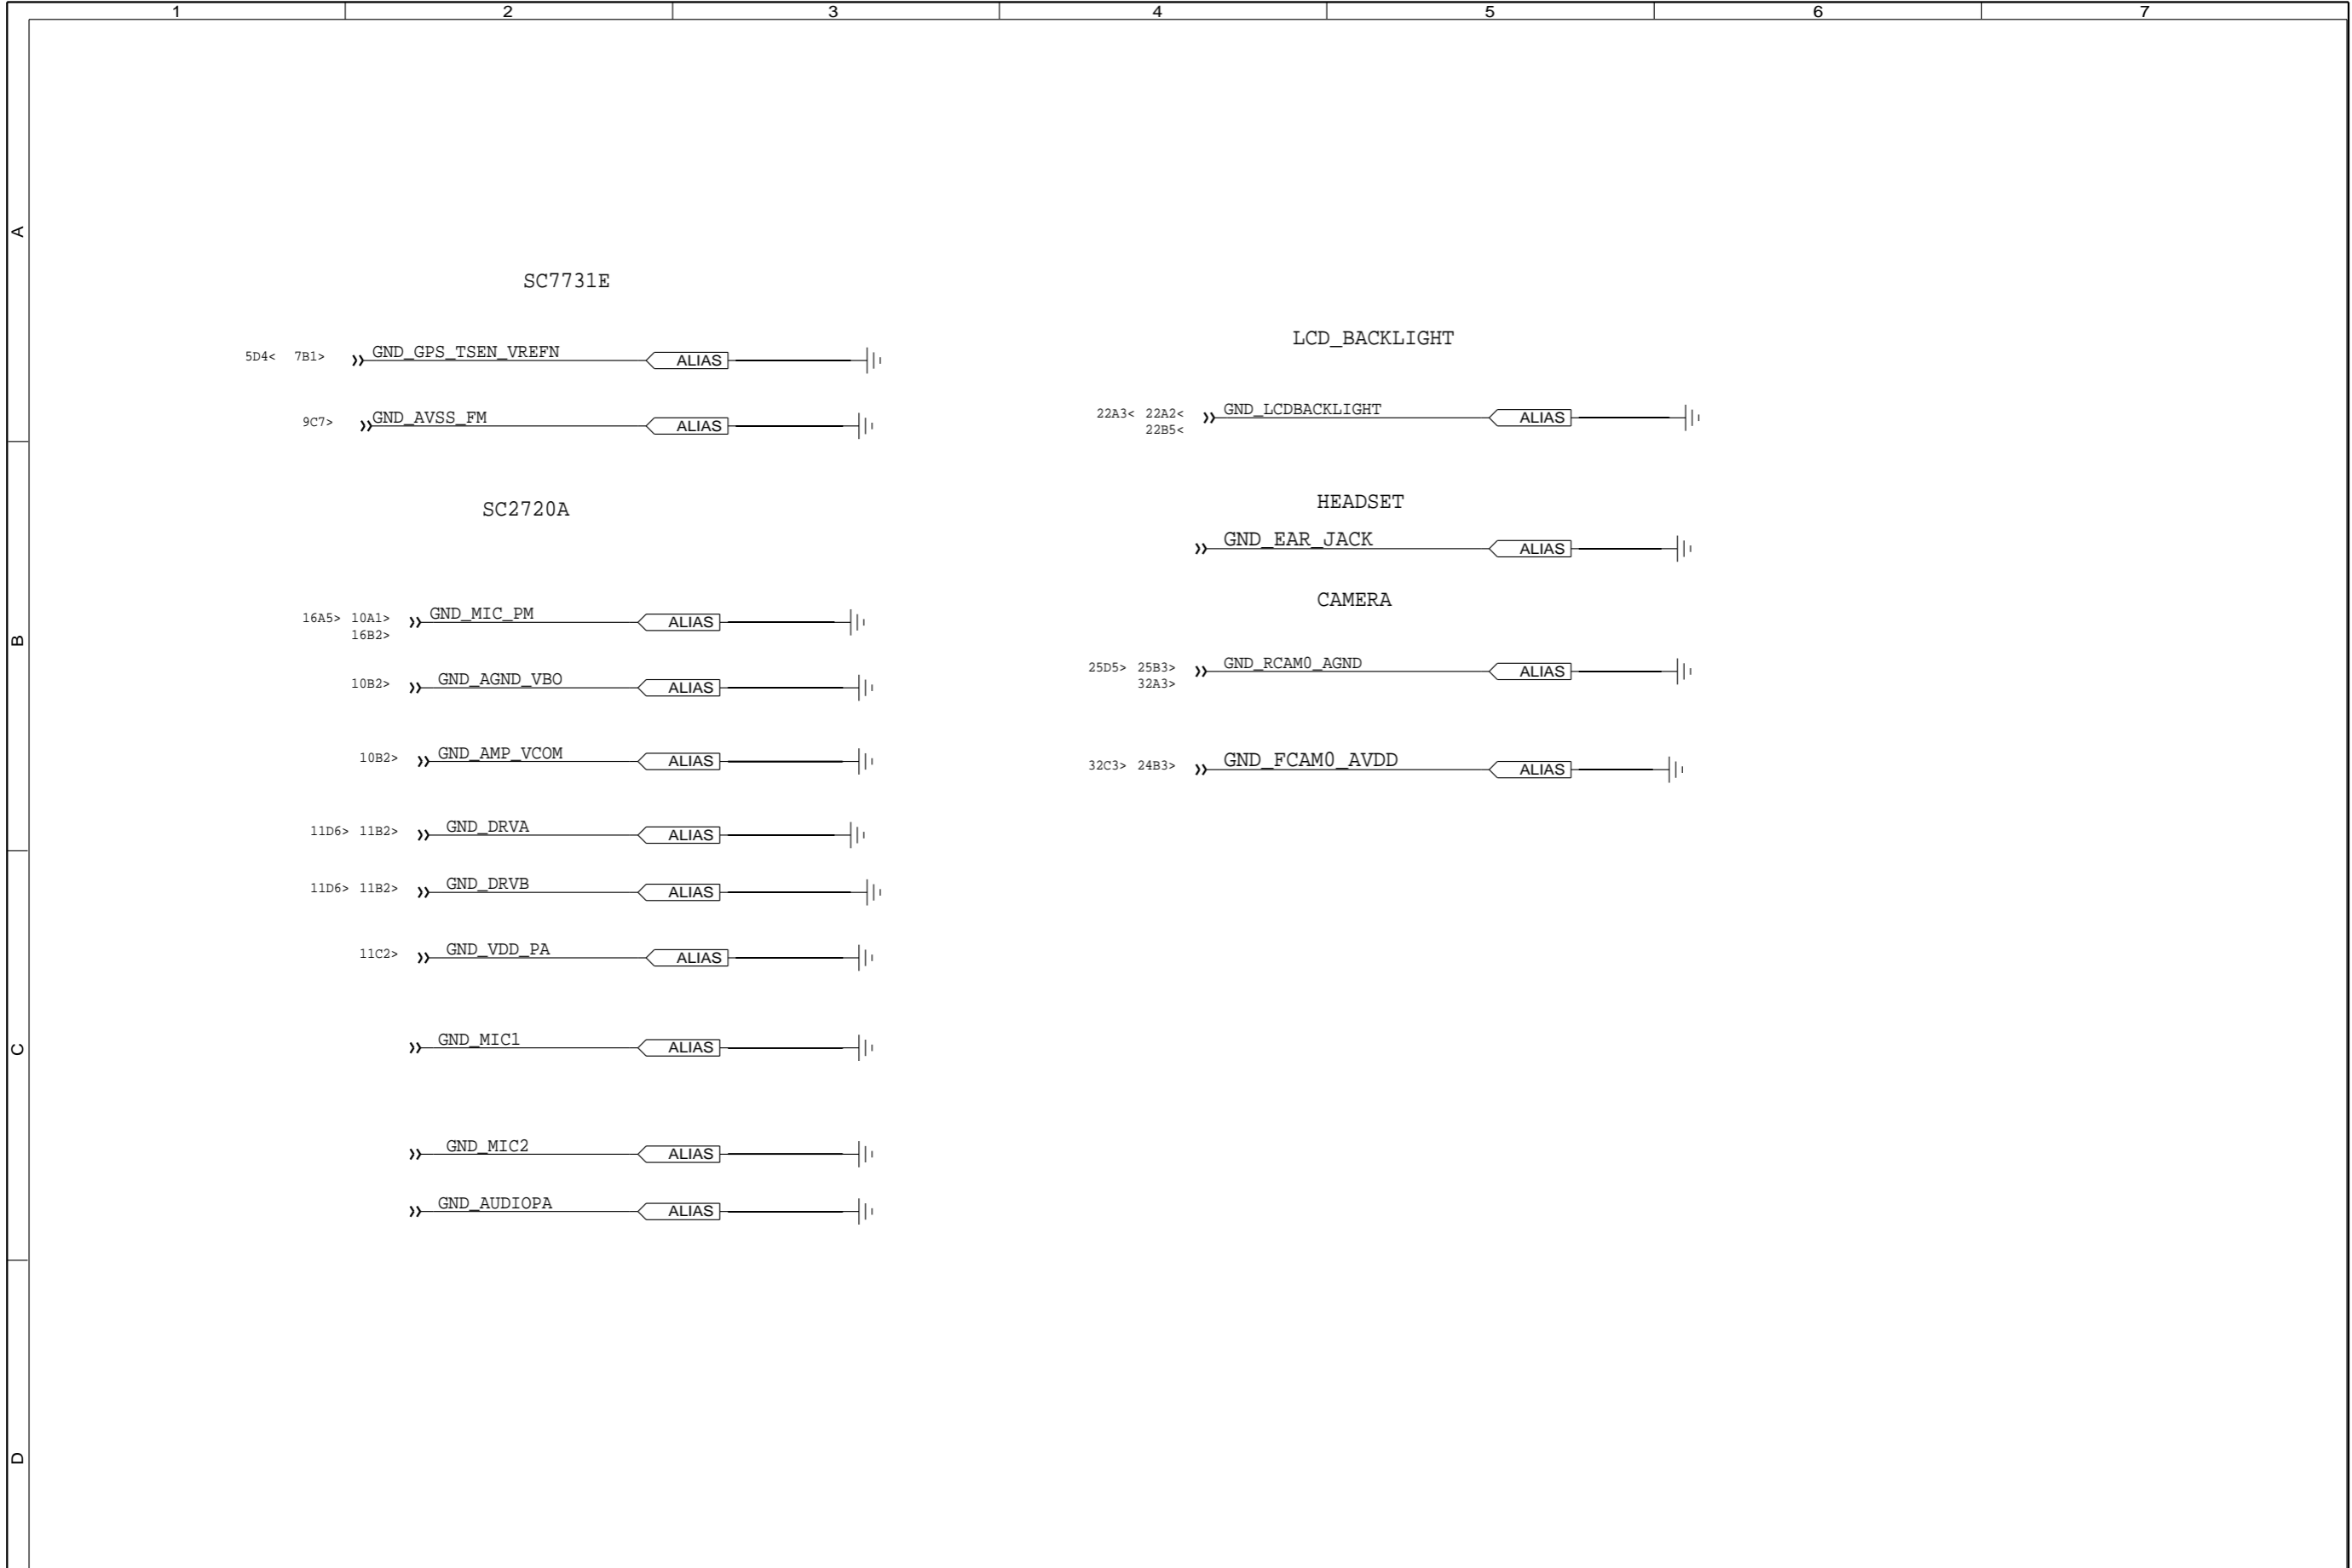 1 2 3 4 5 6 7
A
SC7731E
5D4< 7B1> GND_GPS_TSEN_VREFN ALIAS
9C7> GND_AVSS_FM ALIAS
SC2720A
B
16A5> 10A1> GND_MIC_PM ALIAS
16B2>
10B2> GND_AGND_VBO ALIAS
10B2> GND_AMP_VCOM ALIAS
11D6> 11B2> GND_DRVA ALIAS
11D6> 11B2> GND_DRVB ALIAS
11C2> GND_VDD_PA ALIAS
C
GND_MIC1 ALIAS
GND_MIC2 ALIAS
GND_AUDIOPA ALIAS
D
LCD_BACKLIGHT
22A3< 22A2< GND_LCDBACKLIGHT ALIAS
22B5<
HEADSET
GND_EAR_JACK ALIAS
CAMERA
25D5> 25B3> GND_RCAM0_AGND ALIAS
32A3>
32C3> 24B3> GND_FCAM0_AVDD ALIAS